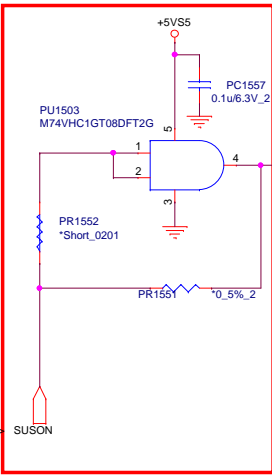 +5VS5
PC1557
0.1u/6.3V_2
PU1503
M74VHC1GT08DFT2G
5
1
2
4
3
PR1552
*Short_0201
PR1551
*0_5%_2
SUSON